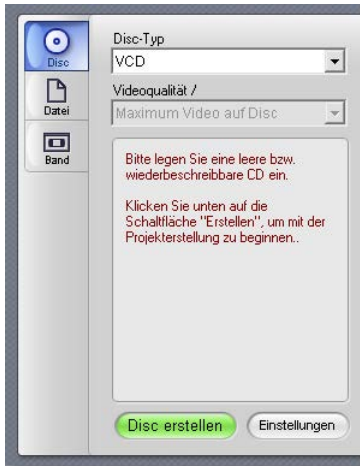 Disc
Datei
Band
Disc-Typ
VCD
Videoqualität /
Maximum Video auf Disc
Bitte legen Sie eine leere bzw.
wiederbeschreibbare CD ein.
Klicken Sie unten auf die
Schaltfläche "Erstellen", um mit der
Projekterstellung zu beginnen..
Disc erstellen
Einstellungen